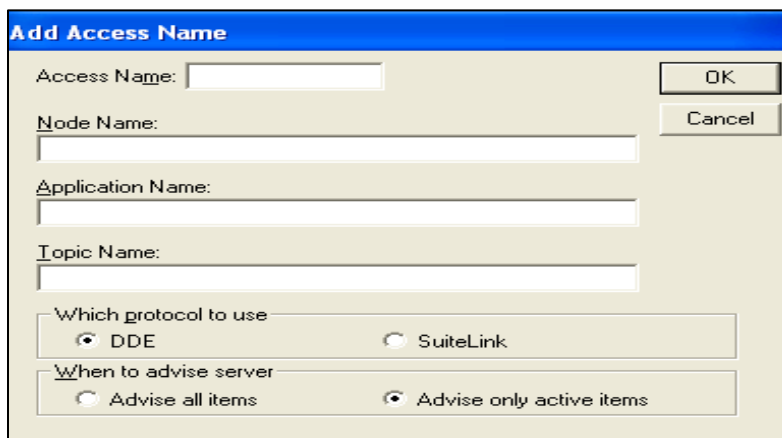 Add Access Name
Access Name:
OK
Node Name:
Cancel
Application Name:
Topic Name:
Which protocol to use
DDE SuiteLink
When to advise server
Advise all items Advise only active items